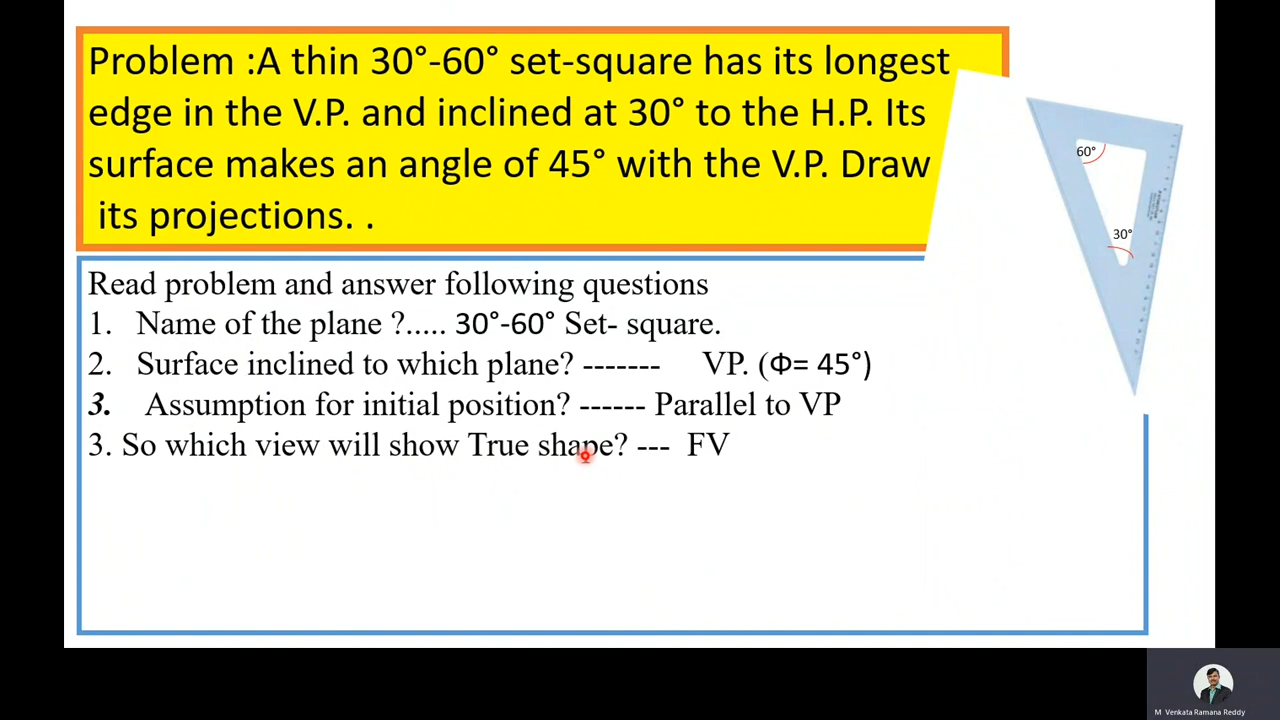 Problem :A thin 30°-60° set-square has its longest
edge in the V.P. and inclined at 30° to the H.P. Its
surface makes an angle of 45° with the V.P. Draw
its projections. .
60°
30°
Read problem and answer following questions
1. Name of the plane ?..... 30°-60° Set- square.
2. Surface inclined to which plane? ------- VP. (Φ= 45°)
3. Assumption for initial position? ------ Parallel to VP
3. So which view will show True shape? --- FV
M Venkata Ramana Reddy